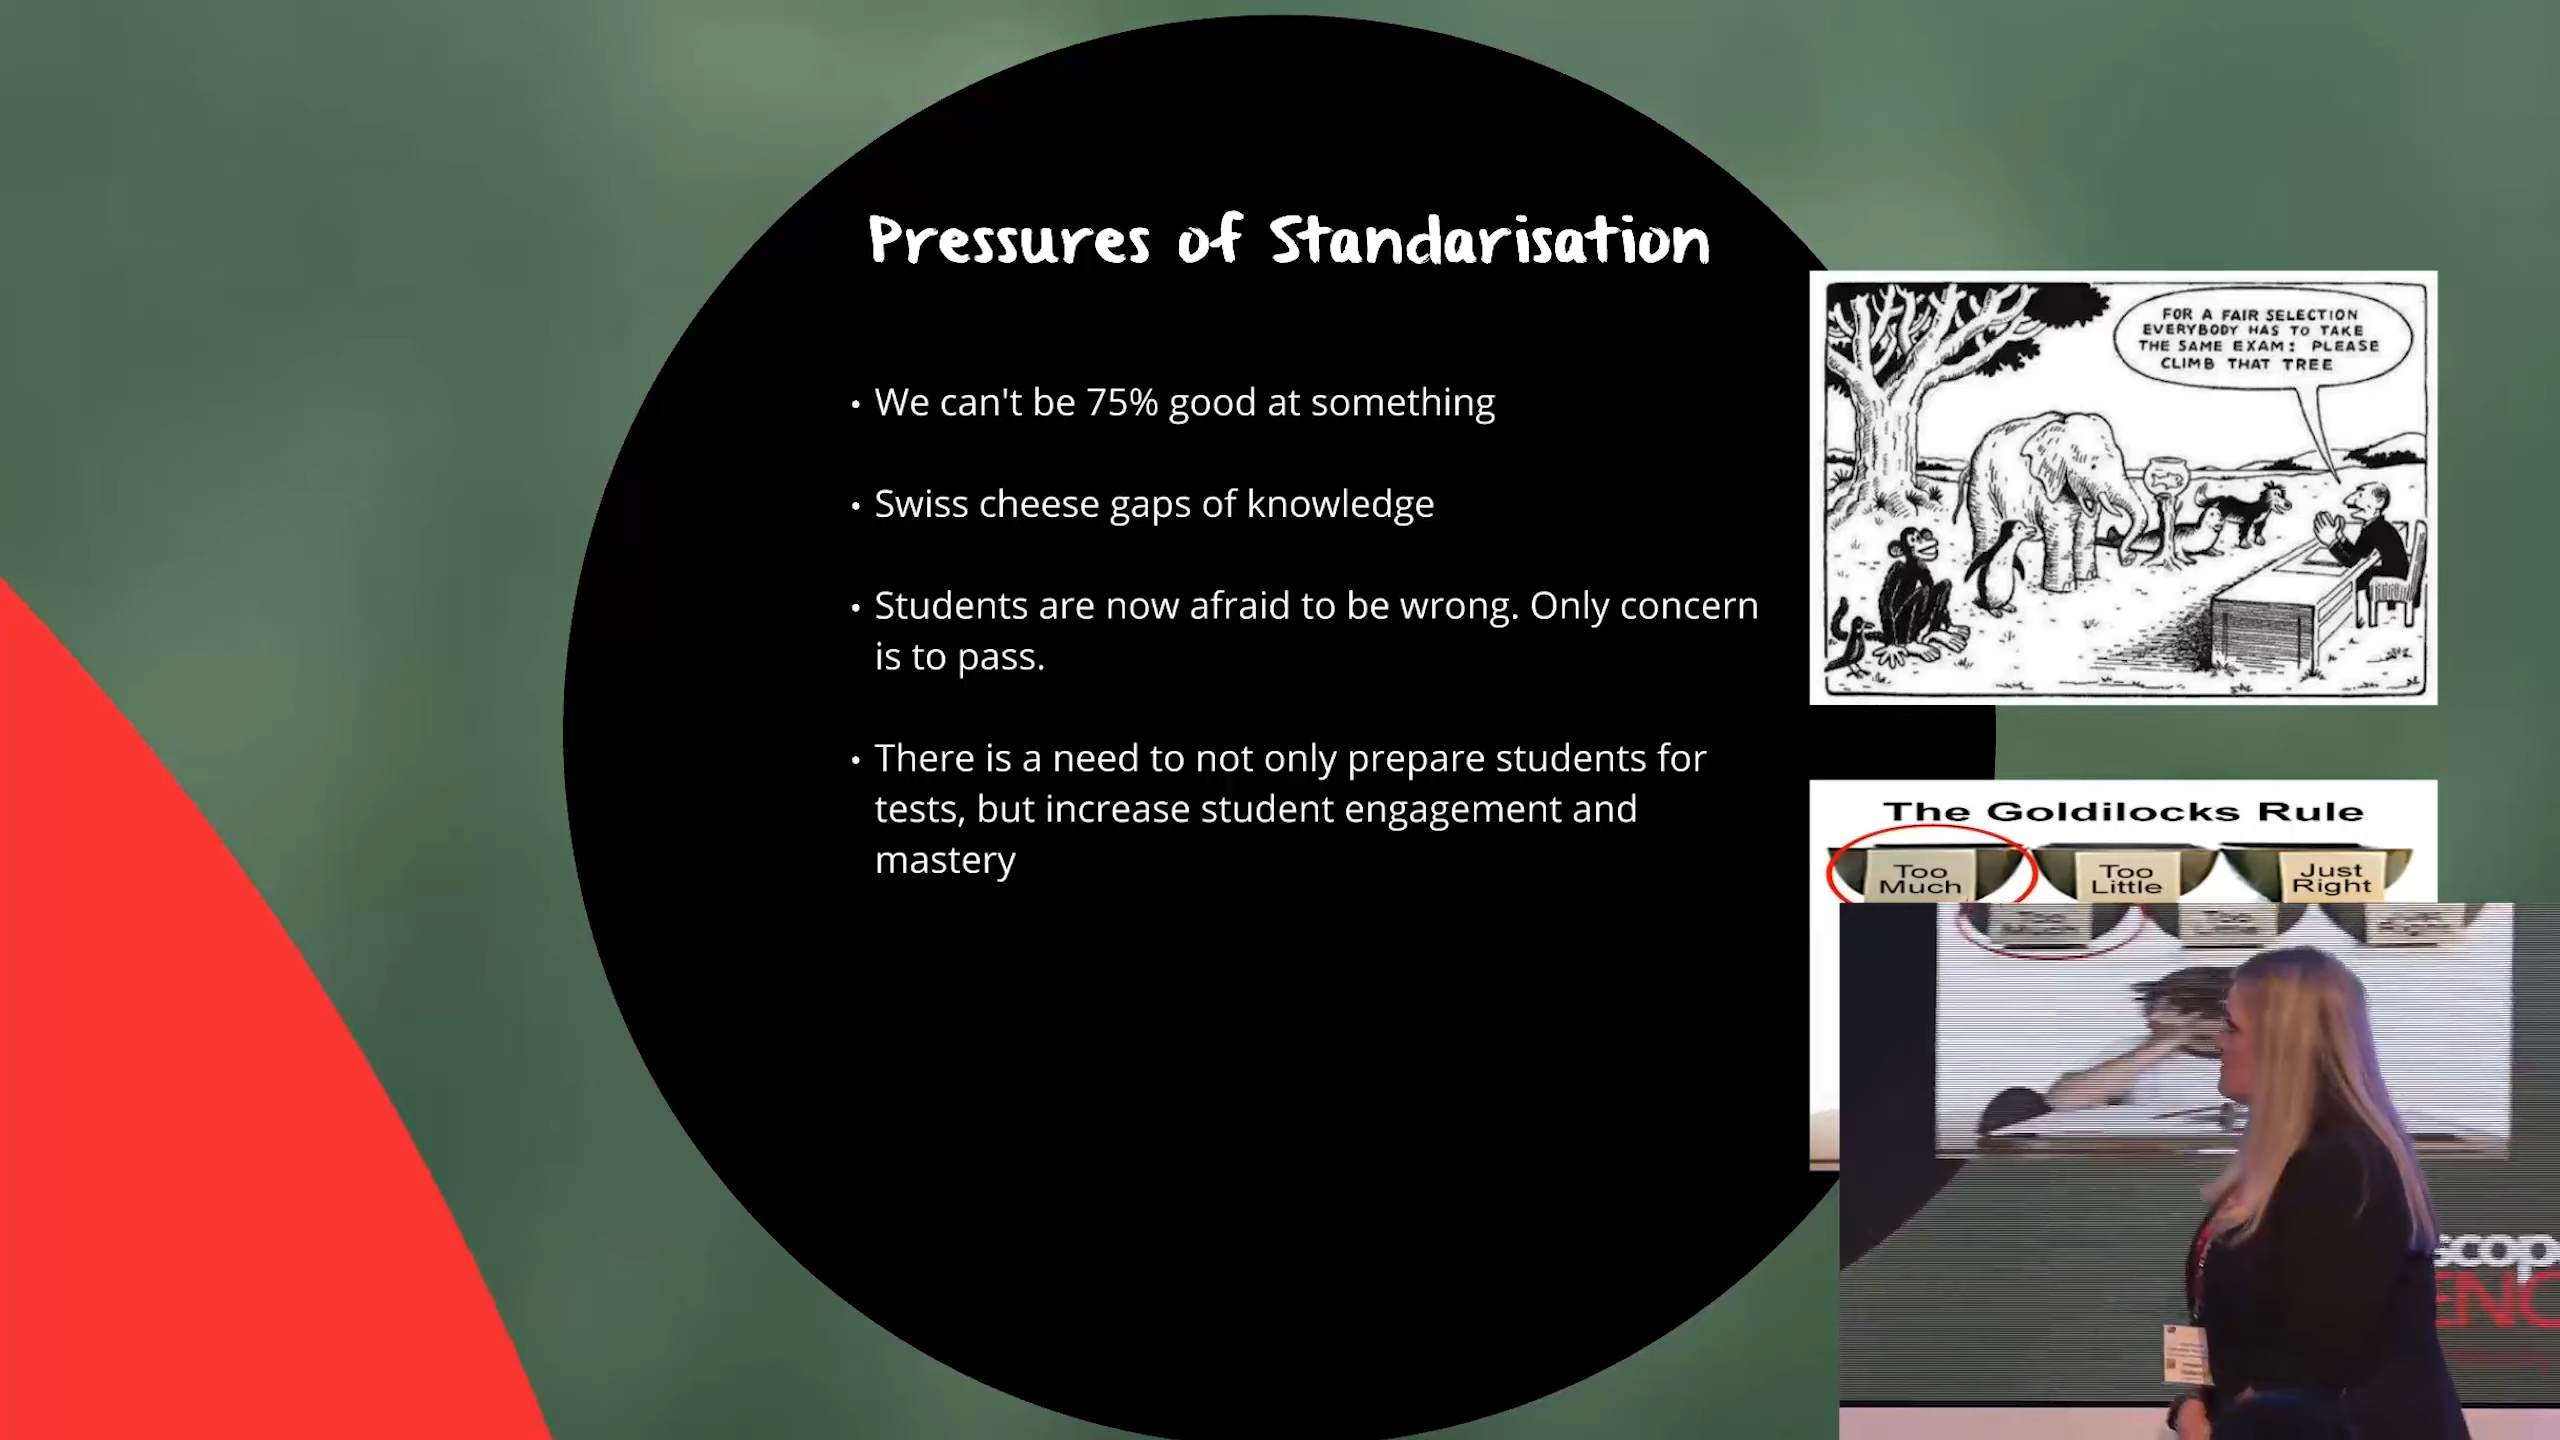 Pressures of Standarisation
• We can't be 75% good at something
• Swiss cheese gaps of knowledge
• Students are now afraid to be wrong. Only concern
is to pass.
• There is a need to not only prepare students for
tests, but increase student engagement and
mastery
FOR A FAIR SELECTION
EVERYBODY HAS TO TAKE
THE SAME EXAM: PLEASE
CLIMB THAT TREE
The Goldilocks Rule
Too
Much
Too
Little
Just
Right